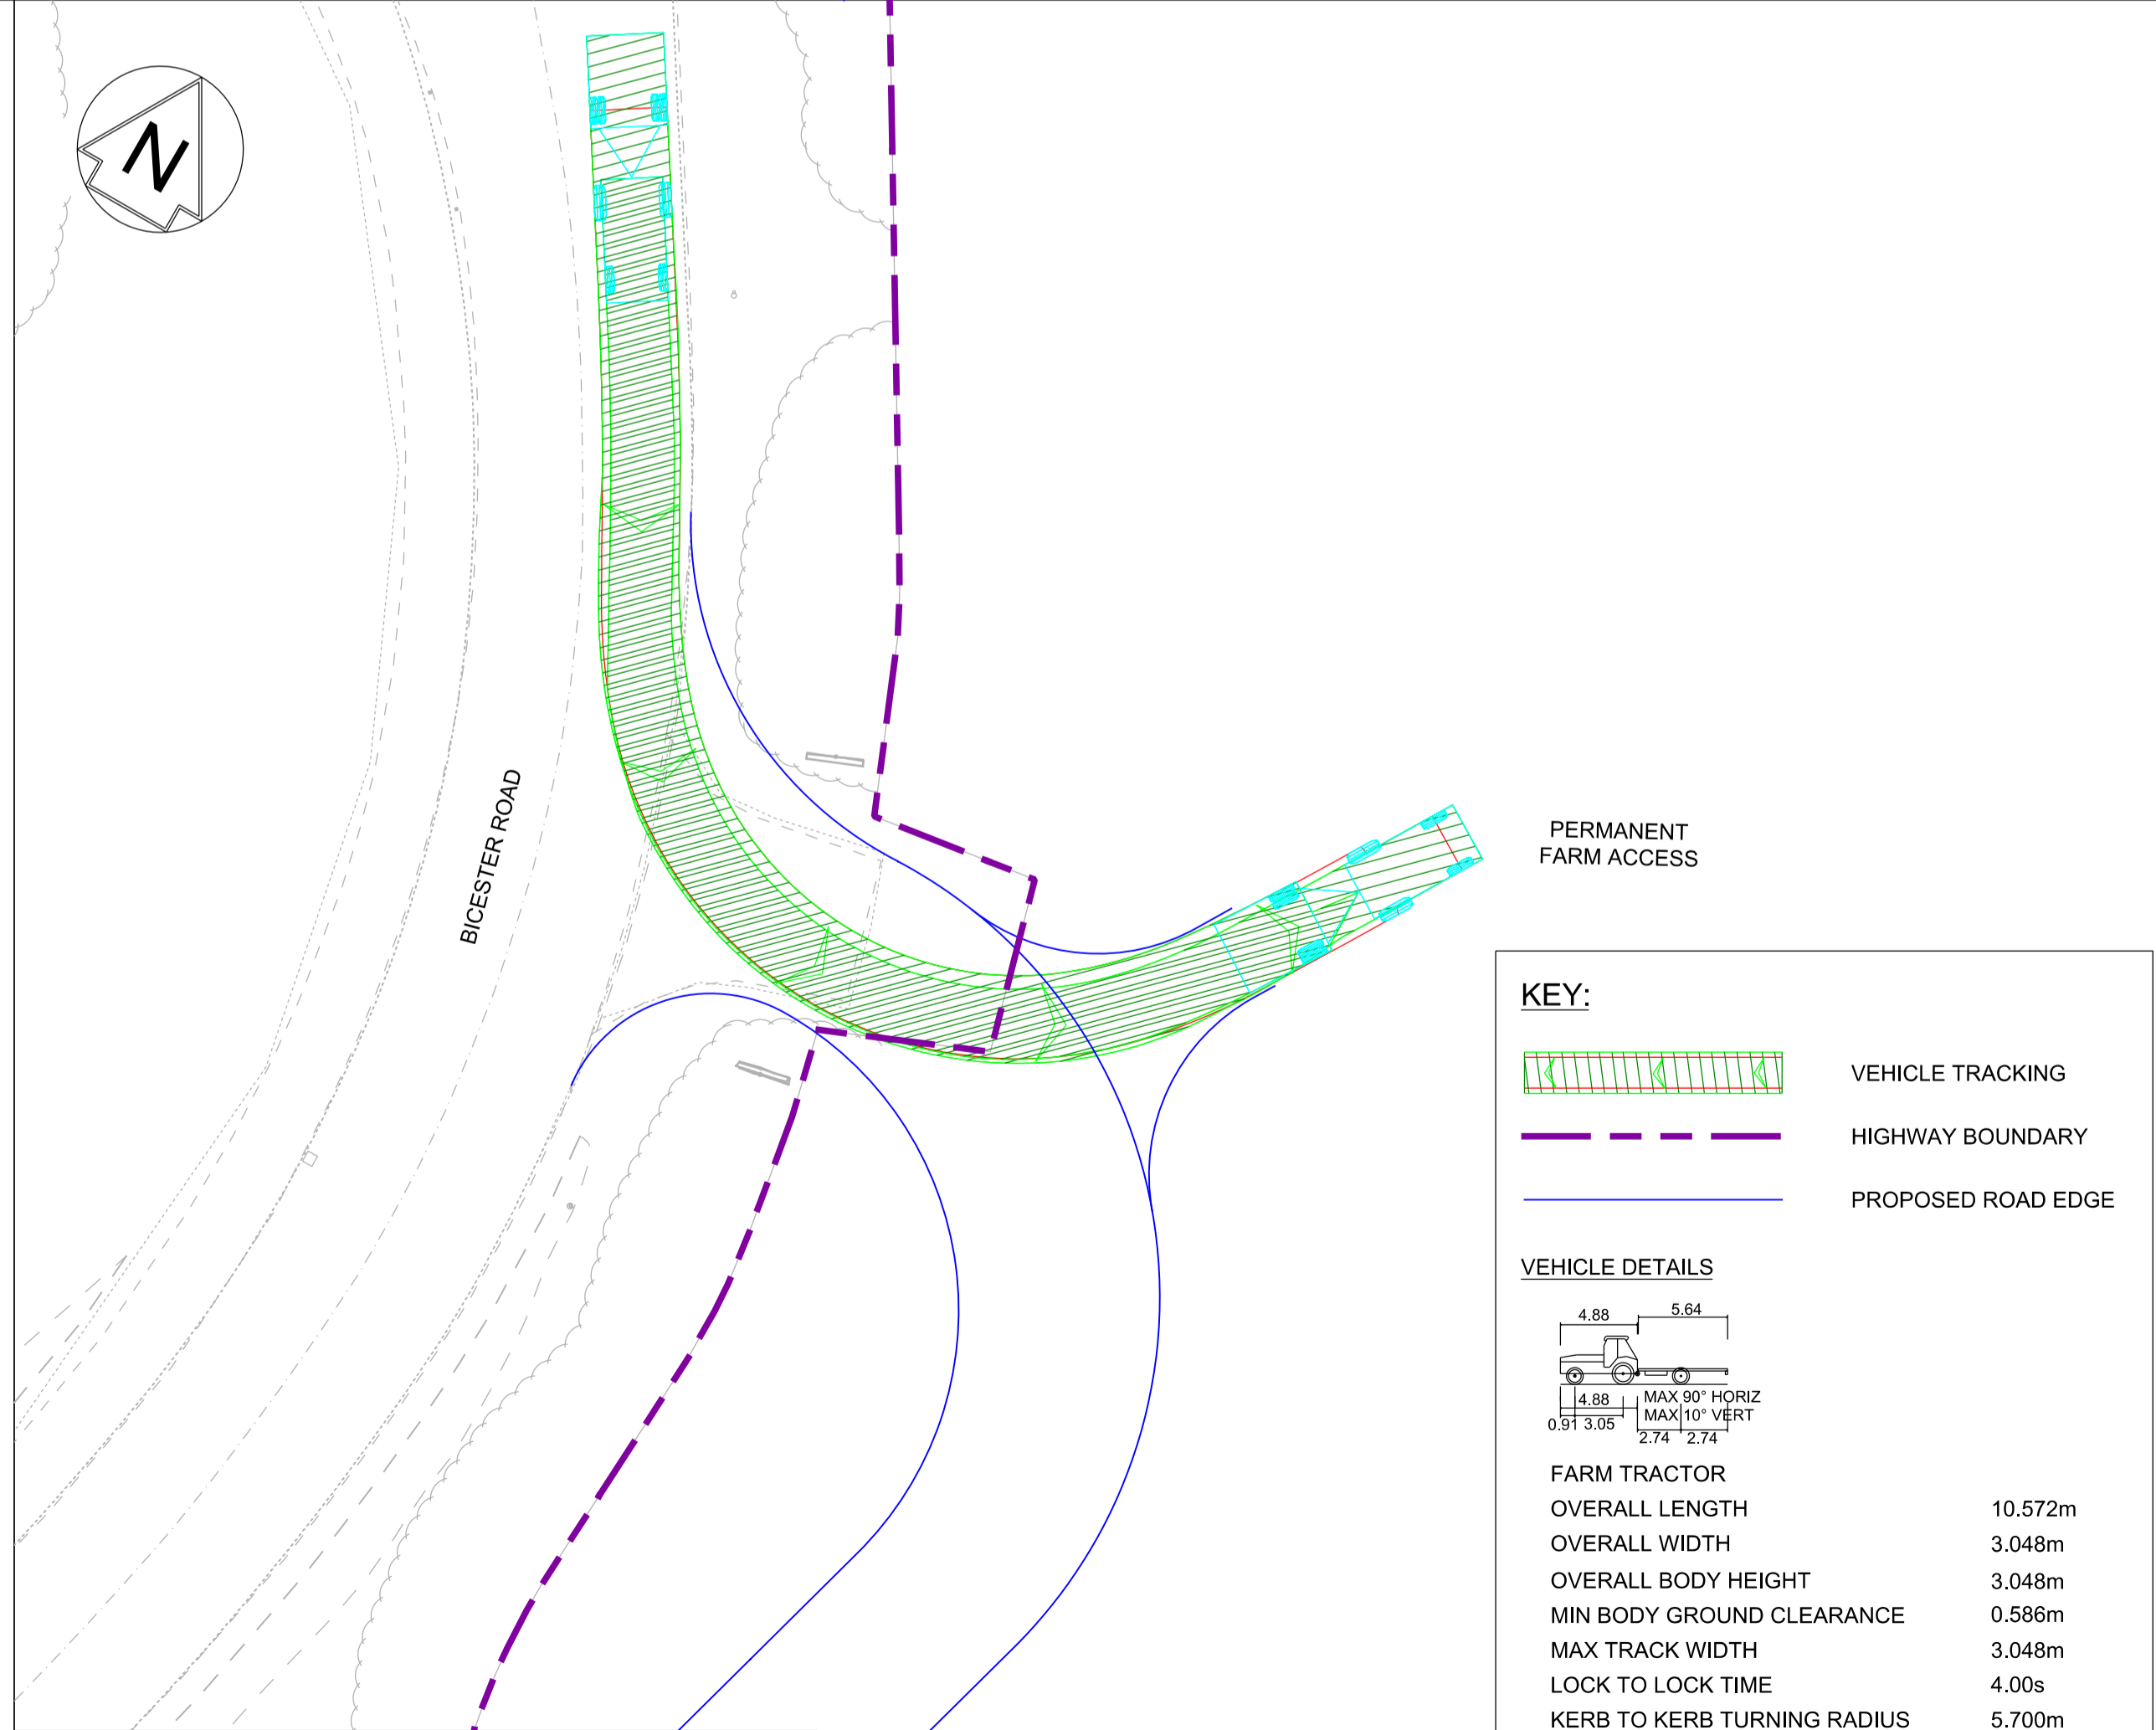 N
BICESTER ROAD
PERMANENT
FARM ACCESS
KEY:
VEHICLE TRACKING
HIGHWAY BOUNDARY
PROPOSED ROAD EDGE
VEHICLE DETAILS
4.88 5.64
4.88 MAX 90° HORIZ
MAX 10° VERT
0.91 3.05
2.74 2.74
FARM TRACTOR
OVERALL LENGTH 10.572m
OVERALL WIDTH 3.048m
OVERALL BODY HEIGHT 3.048m
MIN BODY GROUND CLEARANCE 0.586m
MAX TRACK WIDTH 3.048m
LOCK TO LOCK TIME 4.00s
KERB TO KERB TURNING RADIUS 5.700m